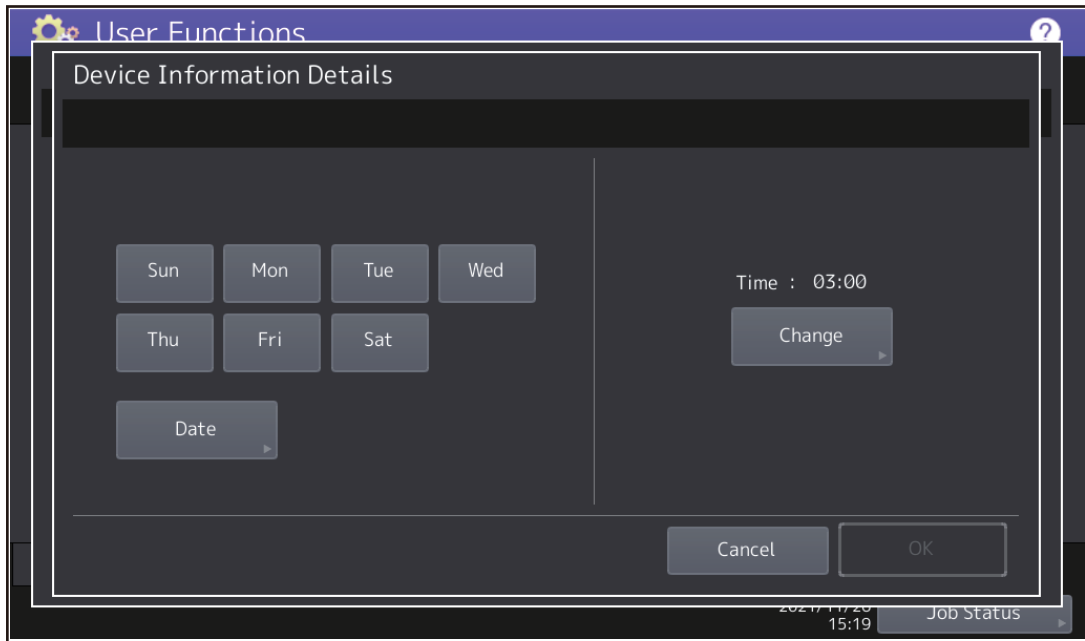 User Functions
?
Device Information Details
Sun Mon Tue Wed
Time : 03:00
Thu Fri Sat
Change
Date
Cancel OK
Job Status
15:19